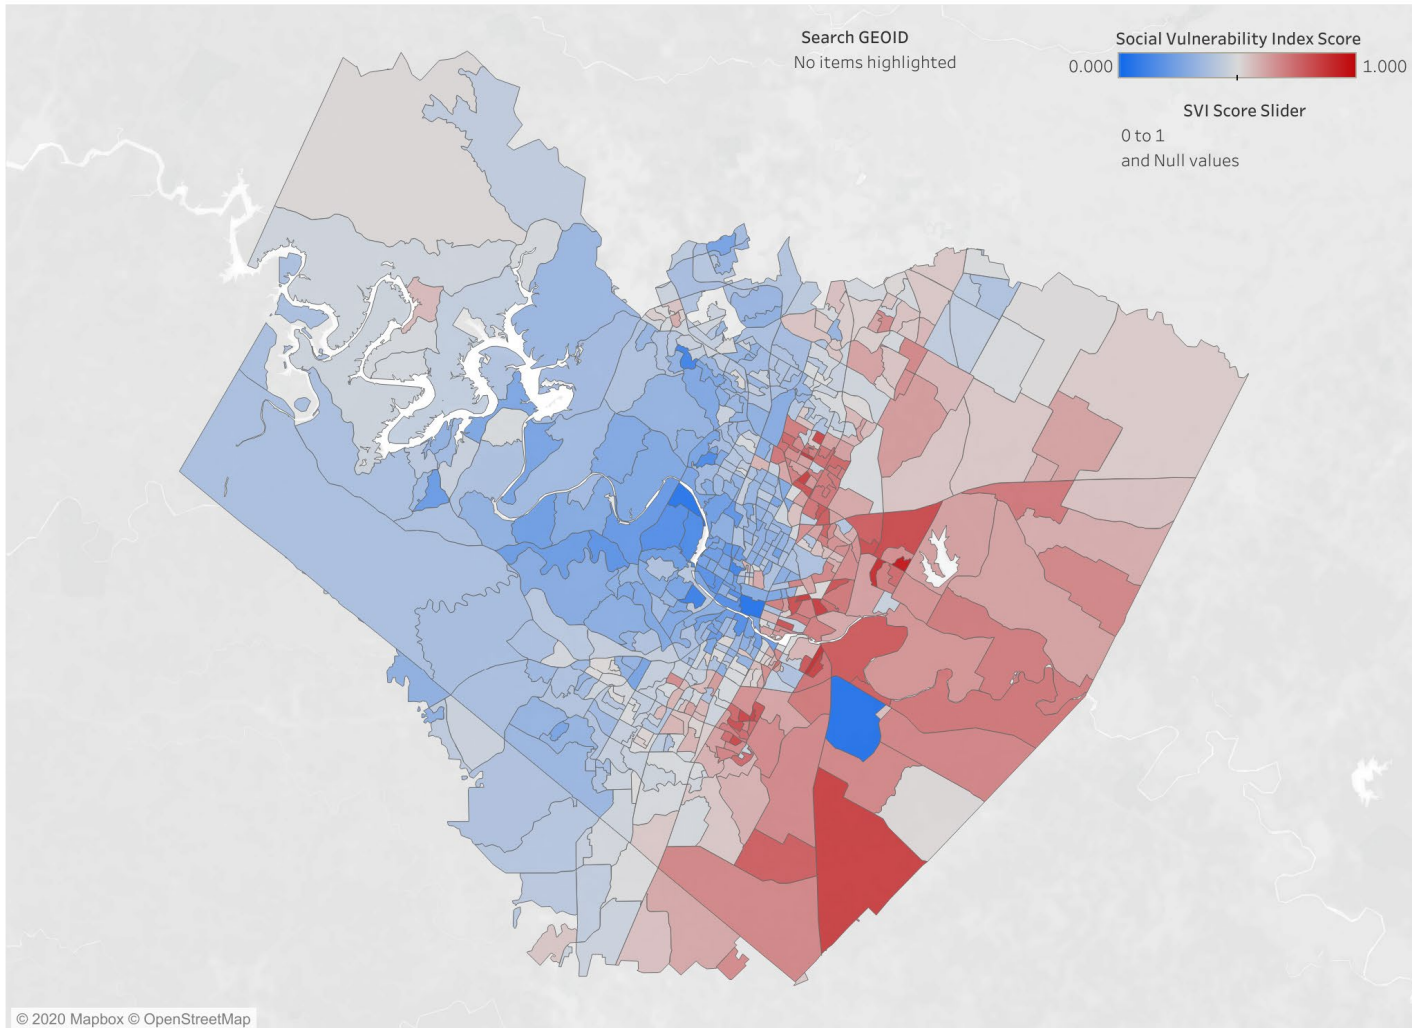 Search GEOID
No items highlighted
Social Vulnerability Index Score
0.000 1.000
SVI Score Slider
0 to 1
and Null values
© 2020 Mapbox © OpenStreetMap